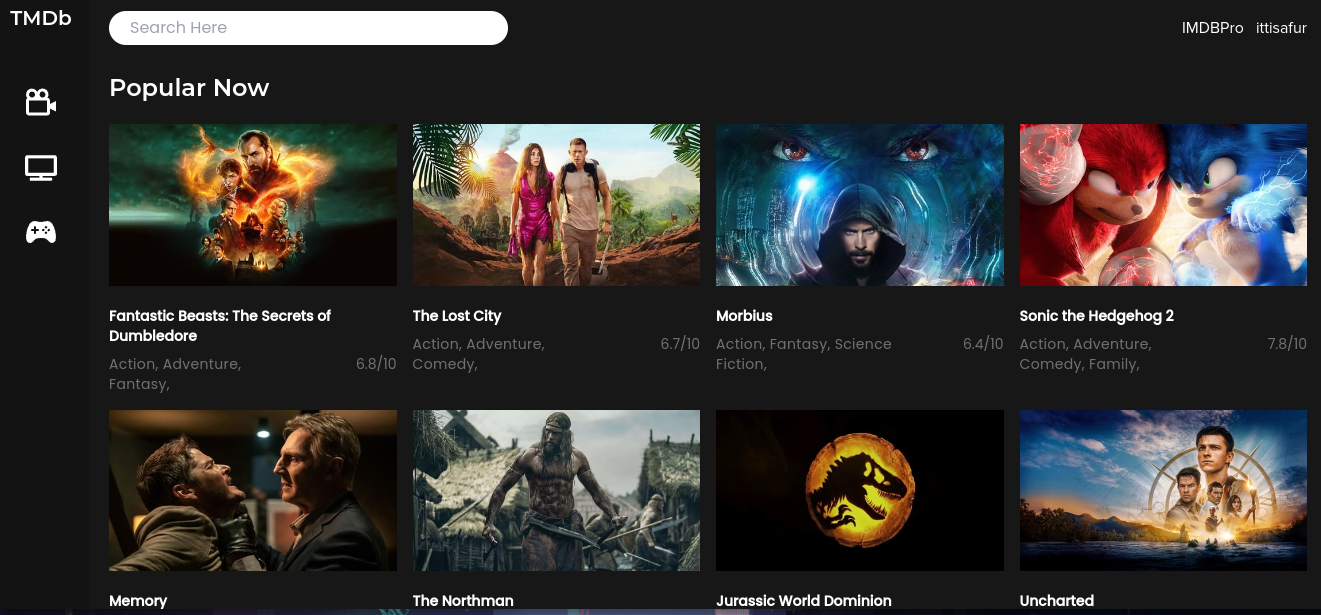 TMDb
Search Here
IMDBPro ittisafur
Popular Now
Fantastic Beasts: The Secrets of
Dumbledore
Action, Adventure,
Fantasy,
6.8/10
The Lost City
Action, Adventure,
Comedy,
6.7/10
Morbius
Action, Fantasy, Science
Fiction,
6.4/10
Sonic the Hedgehog 2
Action, Adventure,
Comedy, Family,
7.8/10
Memory
The Northman
Jurassic World Dominion
Uncharted